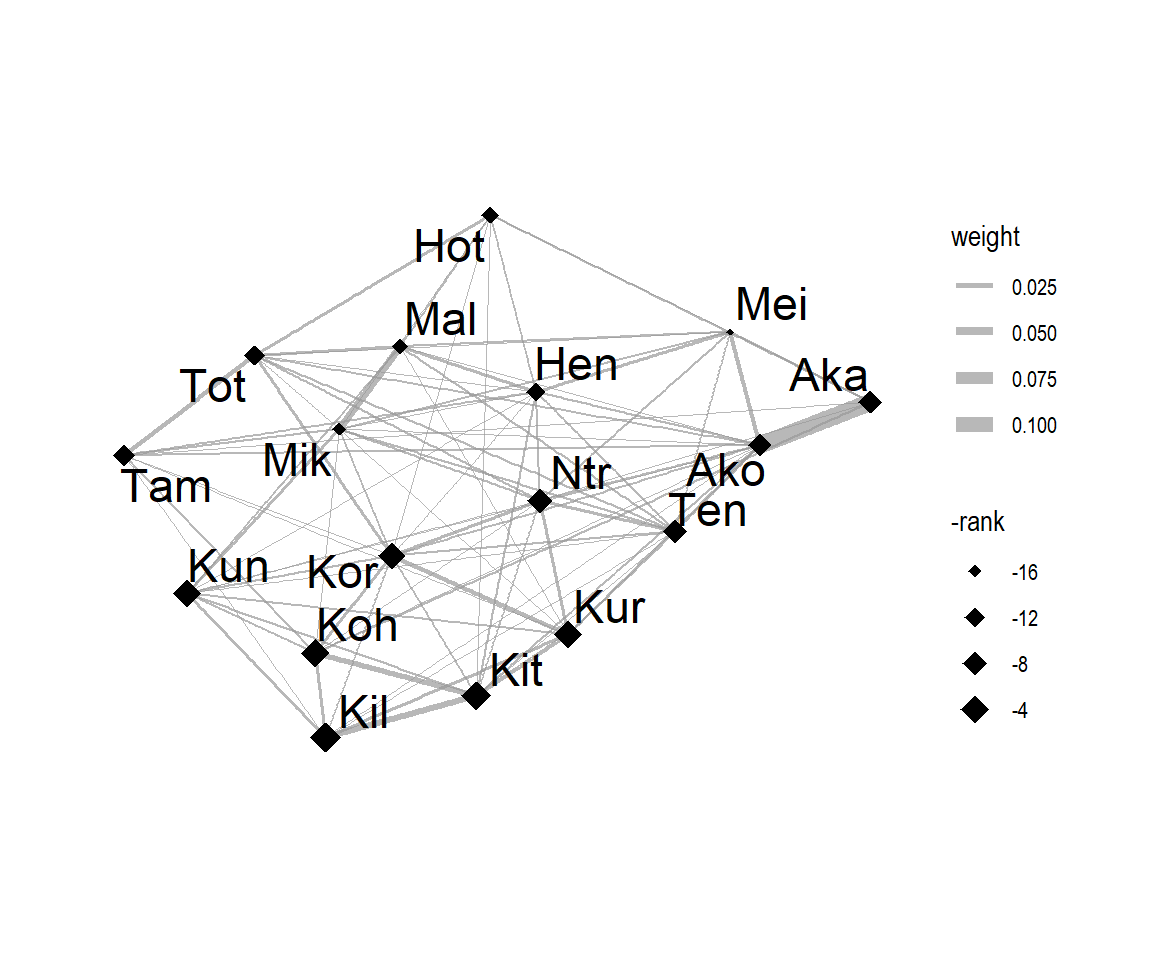 Hot
Mal
Mei
Hen
Aka
Tot
Mik
Ntr
Ako
Tam
Ten
Kun
Kor
Koh
Kur
Kit
Kil
weight
0.025
0.050
0.075
0.100
-rank
-16
-12
-8
-4